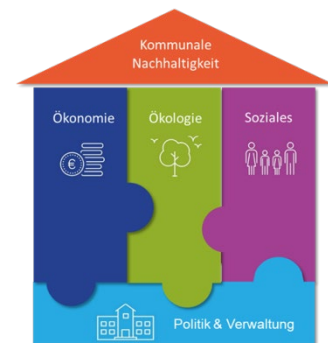 Kommunale
Nachhaltigkeit
Ökonomie
Ökologie
Soziales
€
Politik & Verwaltung